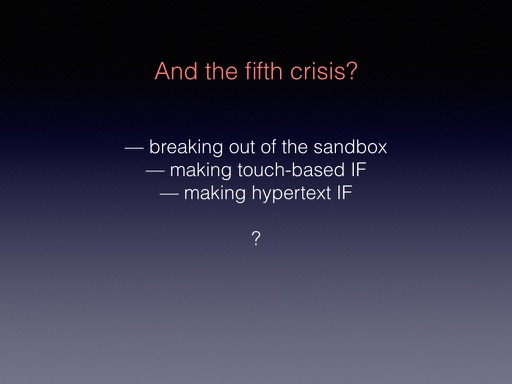 And the fifth crisis?
— breaking out of the sandbox
— making touch-based IF
— making hypertext IF
?